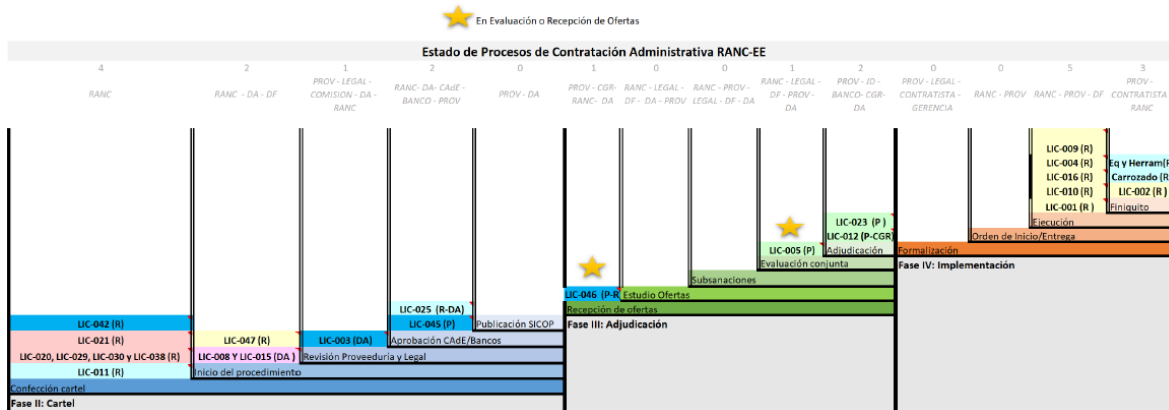 En Evaluación o Recepción de Ofertas
Estado de Procesos de Contratación Administrativa RANC-EE
4 2 1 2 0 1 0 0 1 2 0 0 5 3
RANC
RANC - DA - DF
PROV - LEGAL - COMISION - DA - RANC
RANC- DA- CAdE - BANCO - PROV
PROV - DA
PROV - CGR- RANC- DA
RANC - LEGAL - DF - DA - PROV
RANC - PROV - LEGAL - DF - DA
RANC - LEGAL - DF - PROV - DA
PROV - JD - BANCO- CGR- DA
PROV - LEGAL - CONTRATISTA - GERENCIA
RANC - PROV
RANC - PROV - DF
PROV - CONTRATISTA RANC
LIC-042 (R)
LIC-021 (R)
LIC-020, LIC-029, LIC-030 y LIC-038 (R)
LIC-011 (R)
Confección cartel
Fase II: Cartel
LIC-047 (R)
LIC-008 Y LIC-015 (DA )
Inicio del procedimiento
LIC-003 (DA)
Revisión Proveeduría y Legal
LIC-025 (R-DA)
LIC-045 (P)
Aprobación CAdE/Bancos
Publicación SICOP
LIC-046 (P-R
Recepción de ofertas
Fase III: Adjudicación
Estudio Ofertas
Subsanaciones
LIC-005 (P)
Evaluación conjunta
LIC-023 (P )
LIC-012 (P-CGR)
Adjudicación
Formalización
Fase IV: Implementación
Orden de Inicio/Entrega
LIC-009 (R)
LIC-004 (R)
LIC-016 (R)
LIC-010 (R)
LIC-001 (R )
Ejecución
Eq y Herram(R
Carrozado (R
LIC-002 (R )
Finiquito